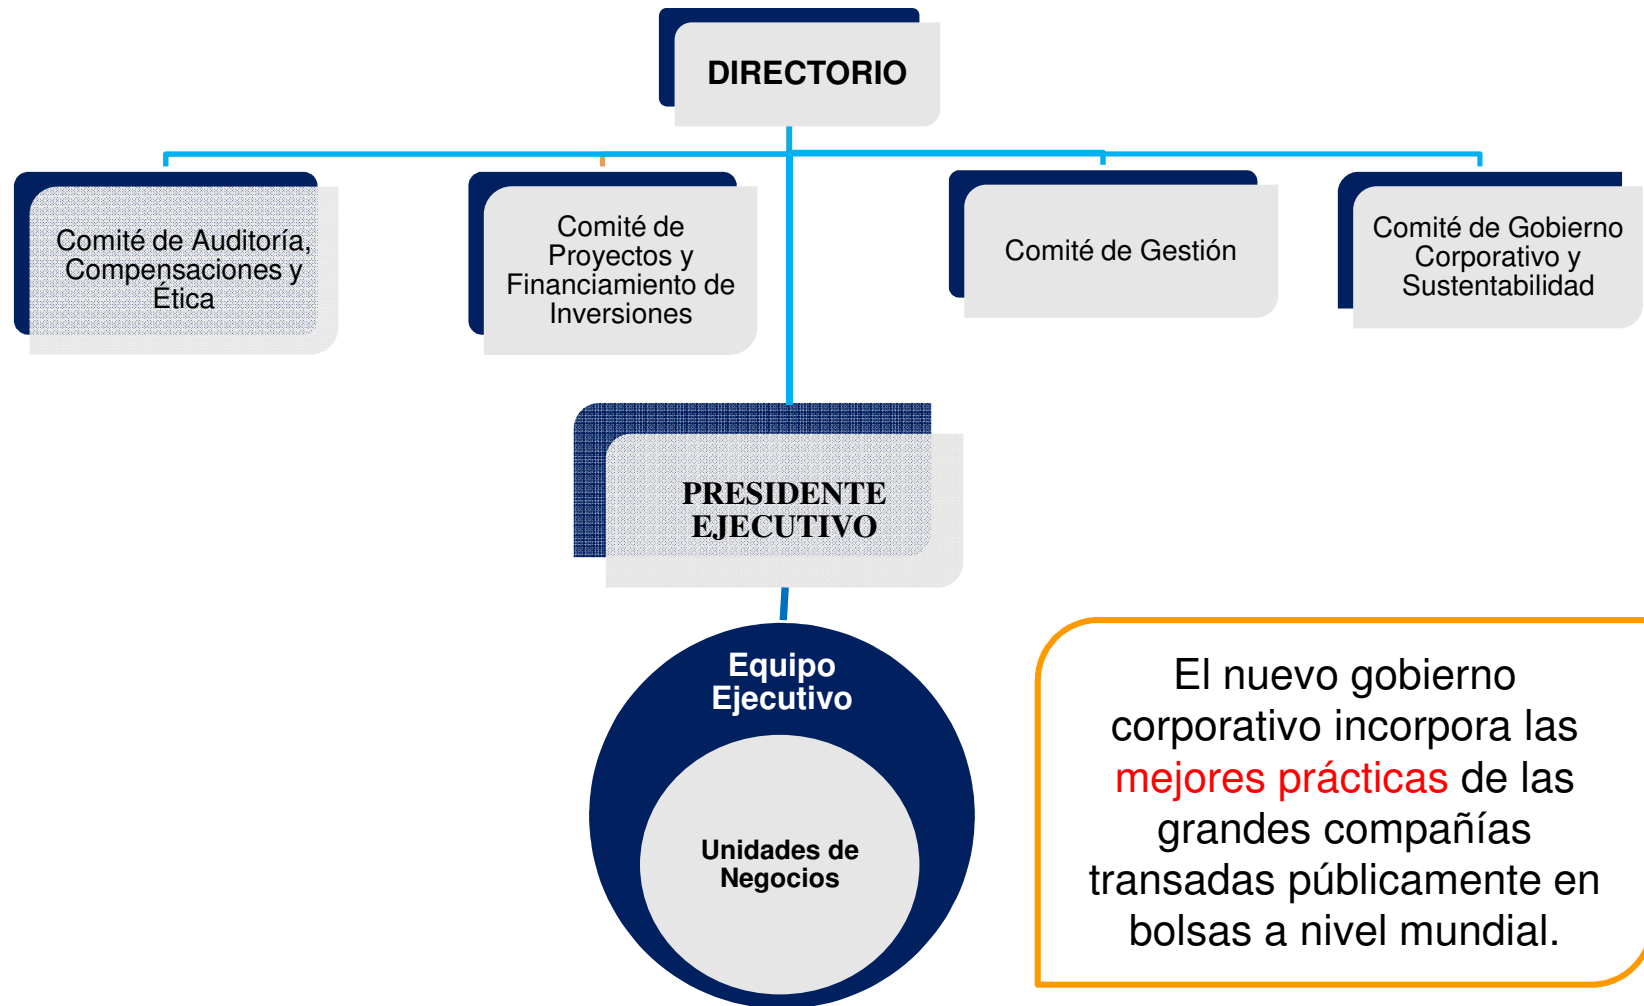 DIRECTORIO
Comité de Auditoría,
Compensaciones y
Ética
Comité de
Proyectos y
Financiamiento de
Inversiones
Comité de Gestión
Comité de Gobierno
Corporativo y
Sustentabilidad
PRESIDENTE
EJECUTIVO
Equipo
Ejecutivo
Unidades de
Negocios
El nuevo gobierno
corporativo incorpora las
mejores prácticas de las
grandes compañías
transadas públicamente en
bolsas a nivel mundial.